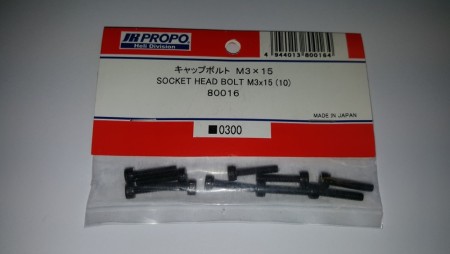 JR PROPO
Heli Division
4 944013 800164
キャップボルト M3×15
SOCKET HEAD BOLT M3x15 (10)
80016
MADE IN JAPAN
■0300